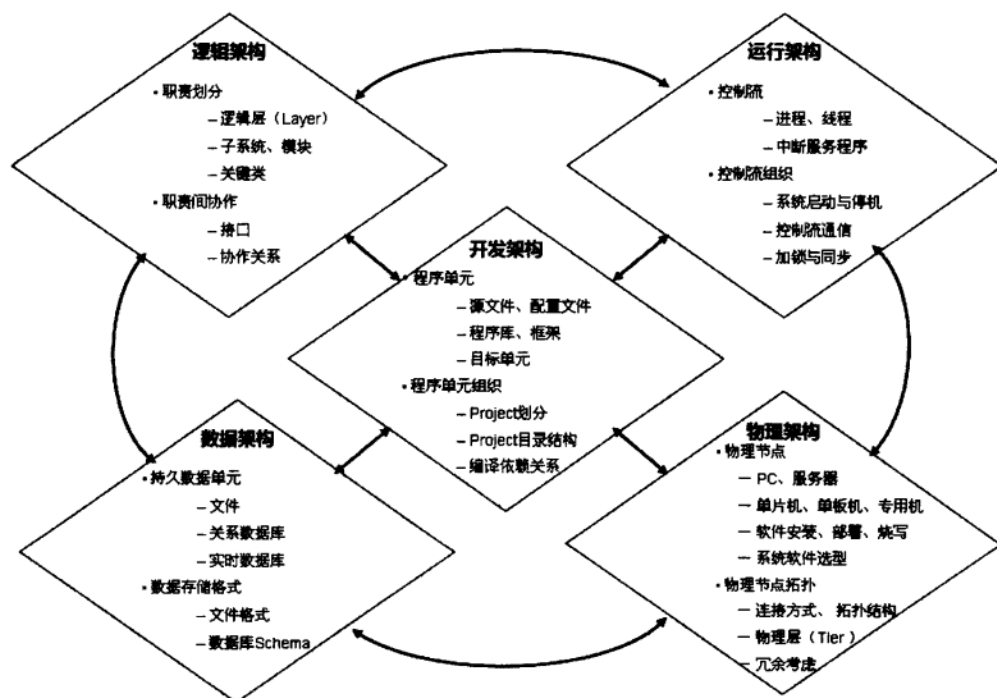 逻辑架构
• 职责划分
– 逻辑层（Layer）
– 子系统、模块
– 关键类
• 职责间协作
– 接口
– 协作关系
运行架构
• 控制流
– 进程、线程
– 中断服务程序
• 控制流组织
– 系统启动与停机
– 控制流通信
– 加锁与同步
开发架构
• 程序单元
– 源文件、配置文件
– 程序库、框架
– 目标单元
• 程序单元组织
– Project划分
– Project目录结构
– 编译依赖关系
数据架构
• 持久数据单元
– 文件
– 关系数据库
– 实时数据库
• 数据存储格式
– 文件格式
– 数据库Schema
物理架构
• 物理节点
– PC、服务器
– 单片机、单板机、专用机
– 软件安装、部署、烧写
– 系统软件选型
• 物理节点拓扑
– 连接方式、拓扑结构
– 物理层（Tier）
– 冗余考虑